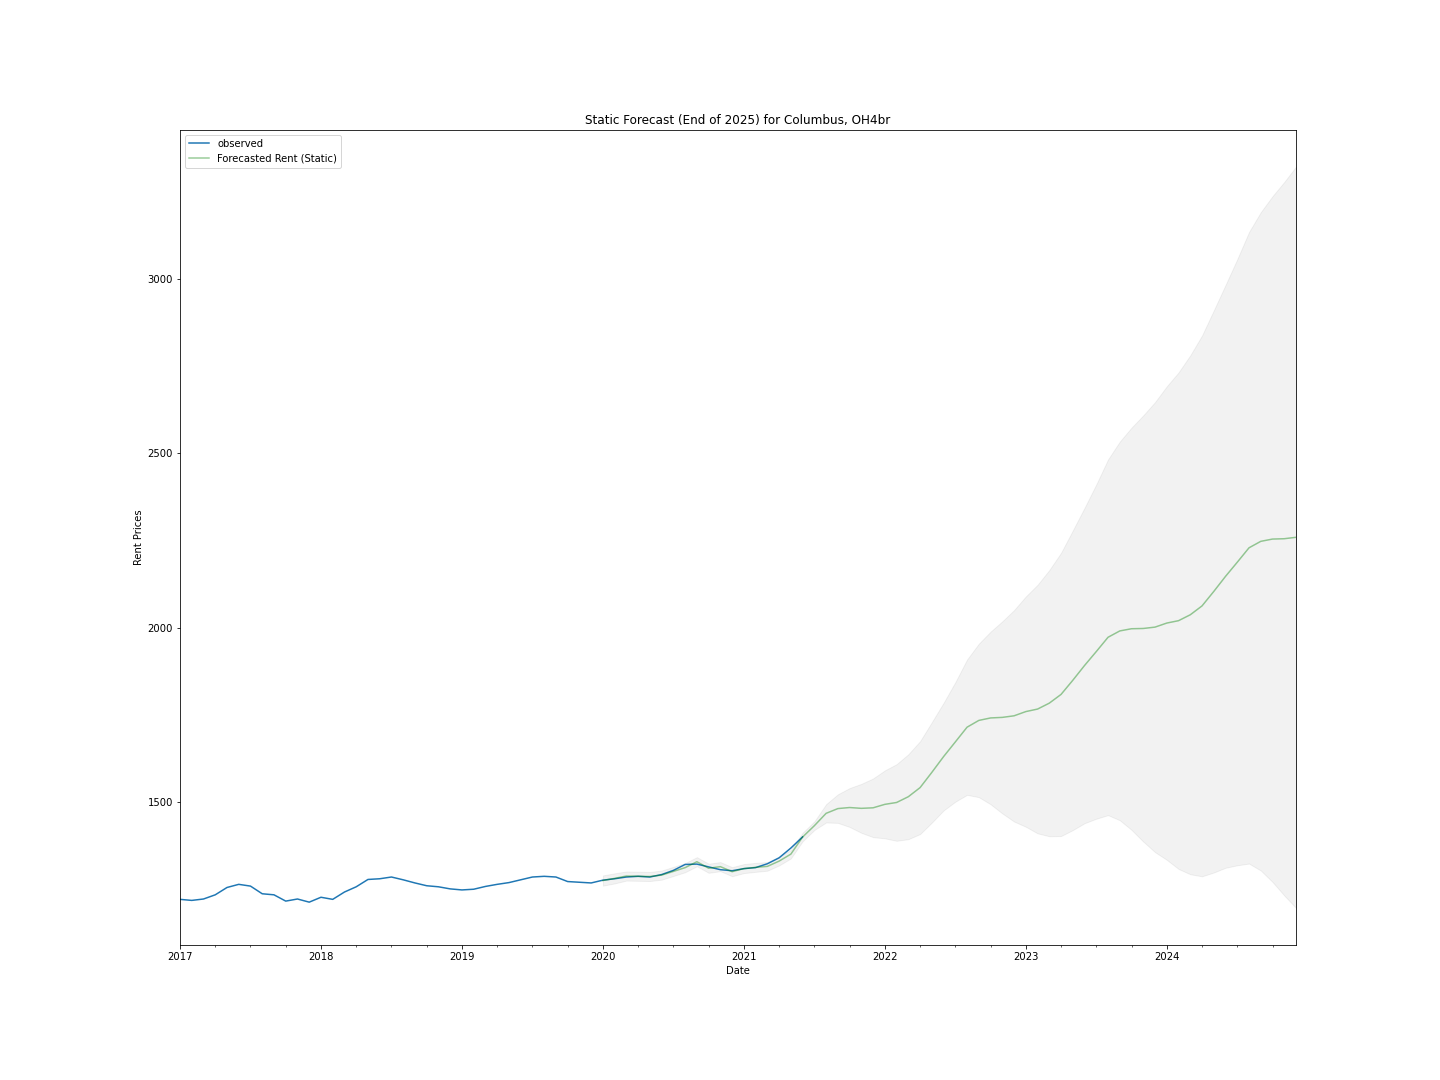 Static Forecast (End of 2025) for Columbus, OH4br
observed
Forecasted Rent (Static)
3000
2500
2000
1500
Rent Prices
2017 2018 2019 2020 2021 2022 2023 2024
Date